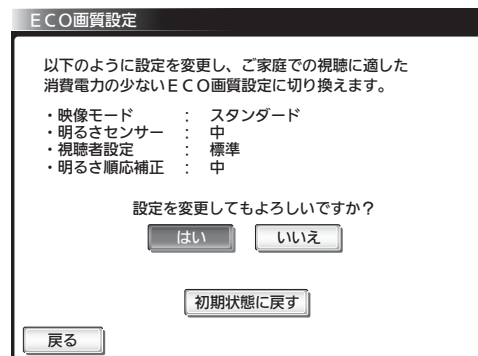 ＥＣＯ画質設定
以下のように設定を変更し、ご家庭での視聴に適した
消費電力の少ないＥＣＯ画質設定に切り換えます。
・映像モード　：　スタンダード
・明るさセンサー　：　中
・視聴者設定　：　標準
・明るさ順応補正　：　中
設定を変更してもよろしいですか？
はい　いいえ
初期状態に戻す
戻る